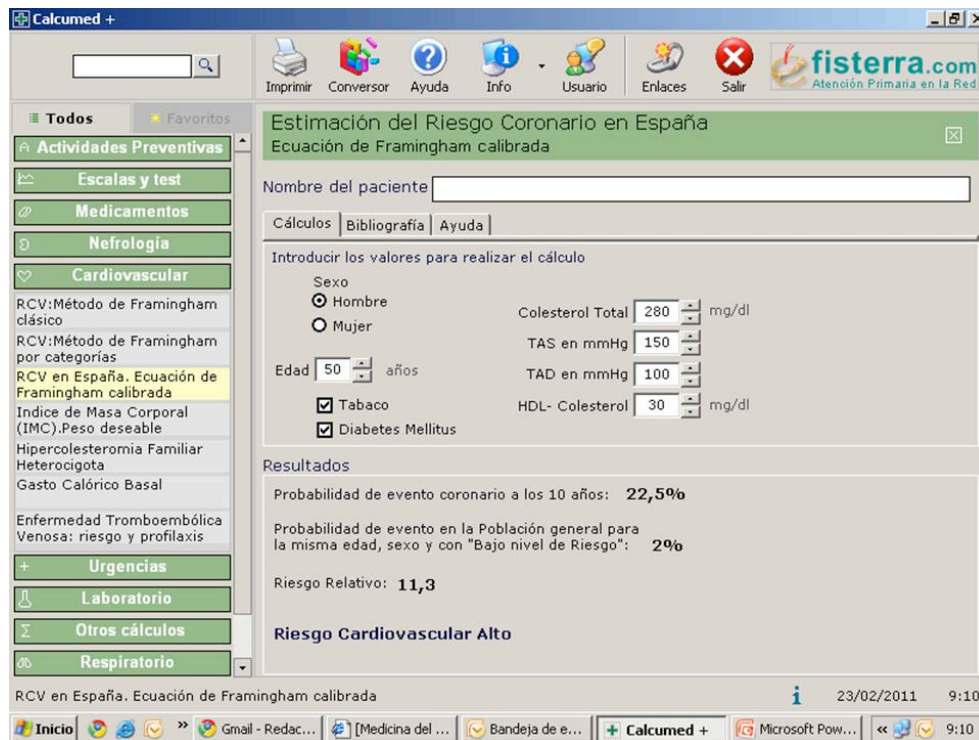 Calcumed +
Imprimir Conversor Ayuda Info Usuario Enlaces Salir
fisterra.com
Atención Primaria en la Red
Todos Favoritos
Actividades Preventivas
Escalas y test
Medicamentos
Nefrología
Cardiovascular
RCV:Método de Framingham
clásico
RCV:Método de Framingham
por categorías
RCV en España. Ecuación de
Framingham calibrada
Indice de Masa Corporal
(IMC).Peso deseable
Hipercolesteromia Familiar
Heterocigota
Gasto Calórico Basal
Enfermedad Tromboembólica
Venosa: riesgo y profilaxis
Urgencias
Laboratorio
Otros cálculos
Respiratorio
Estimación del Riesgo Coronario en España
Ecuación de Framingham calibrada
Nombre del paciente
Cálculos Bibliografía Ayuda
Introducir los valores para realizar el cálculo
Sexo
Hombre
Mujer
Edad 50 años
Tabaco
Diabetes Mellitus
Colesterol Total 280 mg/dl
TAS en mmHg 150
TAD en mmHg 100
HDL- Colesterol 30 mg/dl
Resultados
Probabilidad de evento coronario a los 10 años: 22,5%
Probabilidad de evento en la Población general para
la misma edad, sexo y con "Bajo nivel de Riesgo": 2%
Riesgo Relativo: 11,3
Riesgo Cardiovascular Alto
RCV en España. Ecuación de Framingham calibrada 23/02/2011 9:10
Inicio » Gmail - Redac... [Medicina del ... Bandeja de e... Calcumed + Microsoft Pow... « 9:10